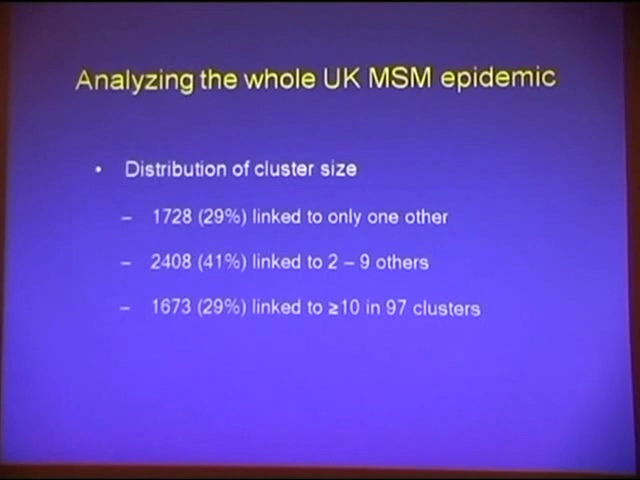 Analyzing the whole UK MSM epidemic
• Distribution of cluster size
– 1728 (29%) linked to only one other
– 2408 (41%) linked to 2 – 9 others
– 1673 (29%) linked to ≥10 in 97 clusters